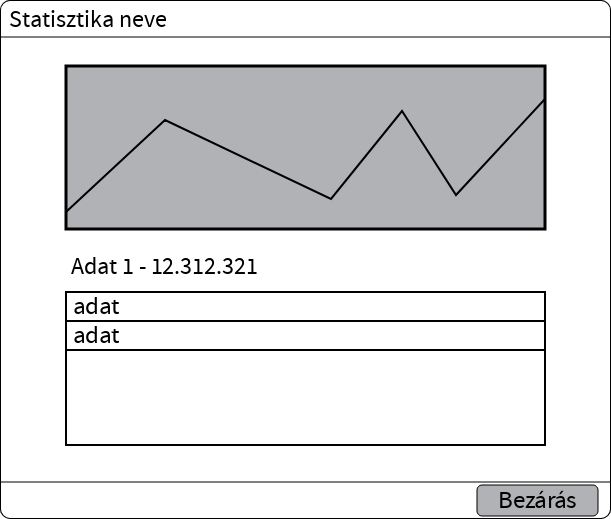 Statisztika neve
Adat 1 - 12.312.321
adat
adat
Bezárás